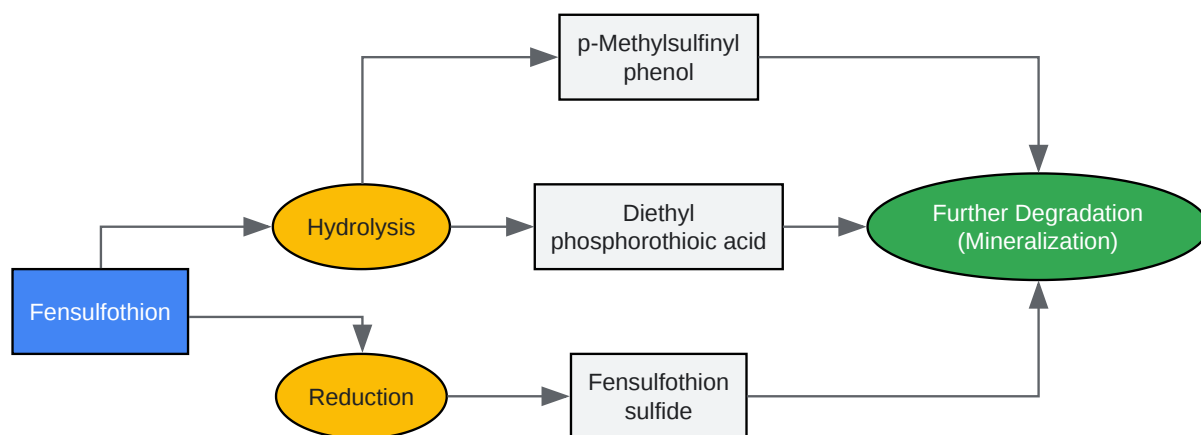 p-Methylsulfinyl
phenol
Hydrolysis
Diethyl
phosphorothioic acid
Further Degradation
(Mineralization)
Fensulfothion
Reduction
Fensulfothion
sulfide